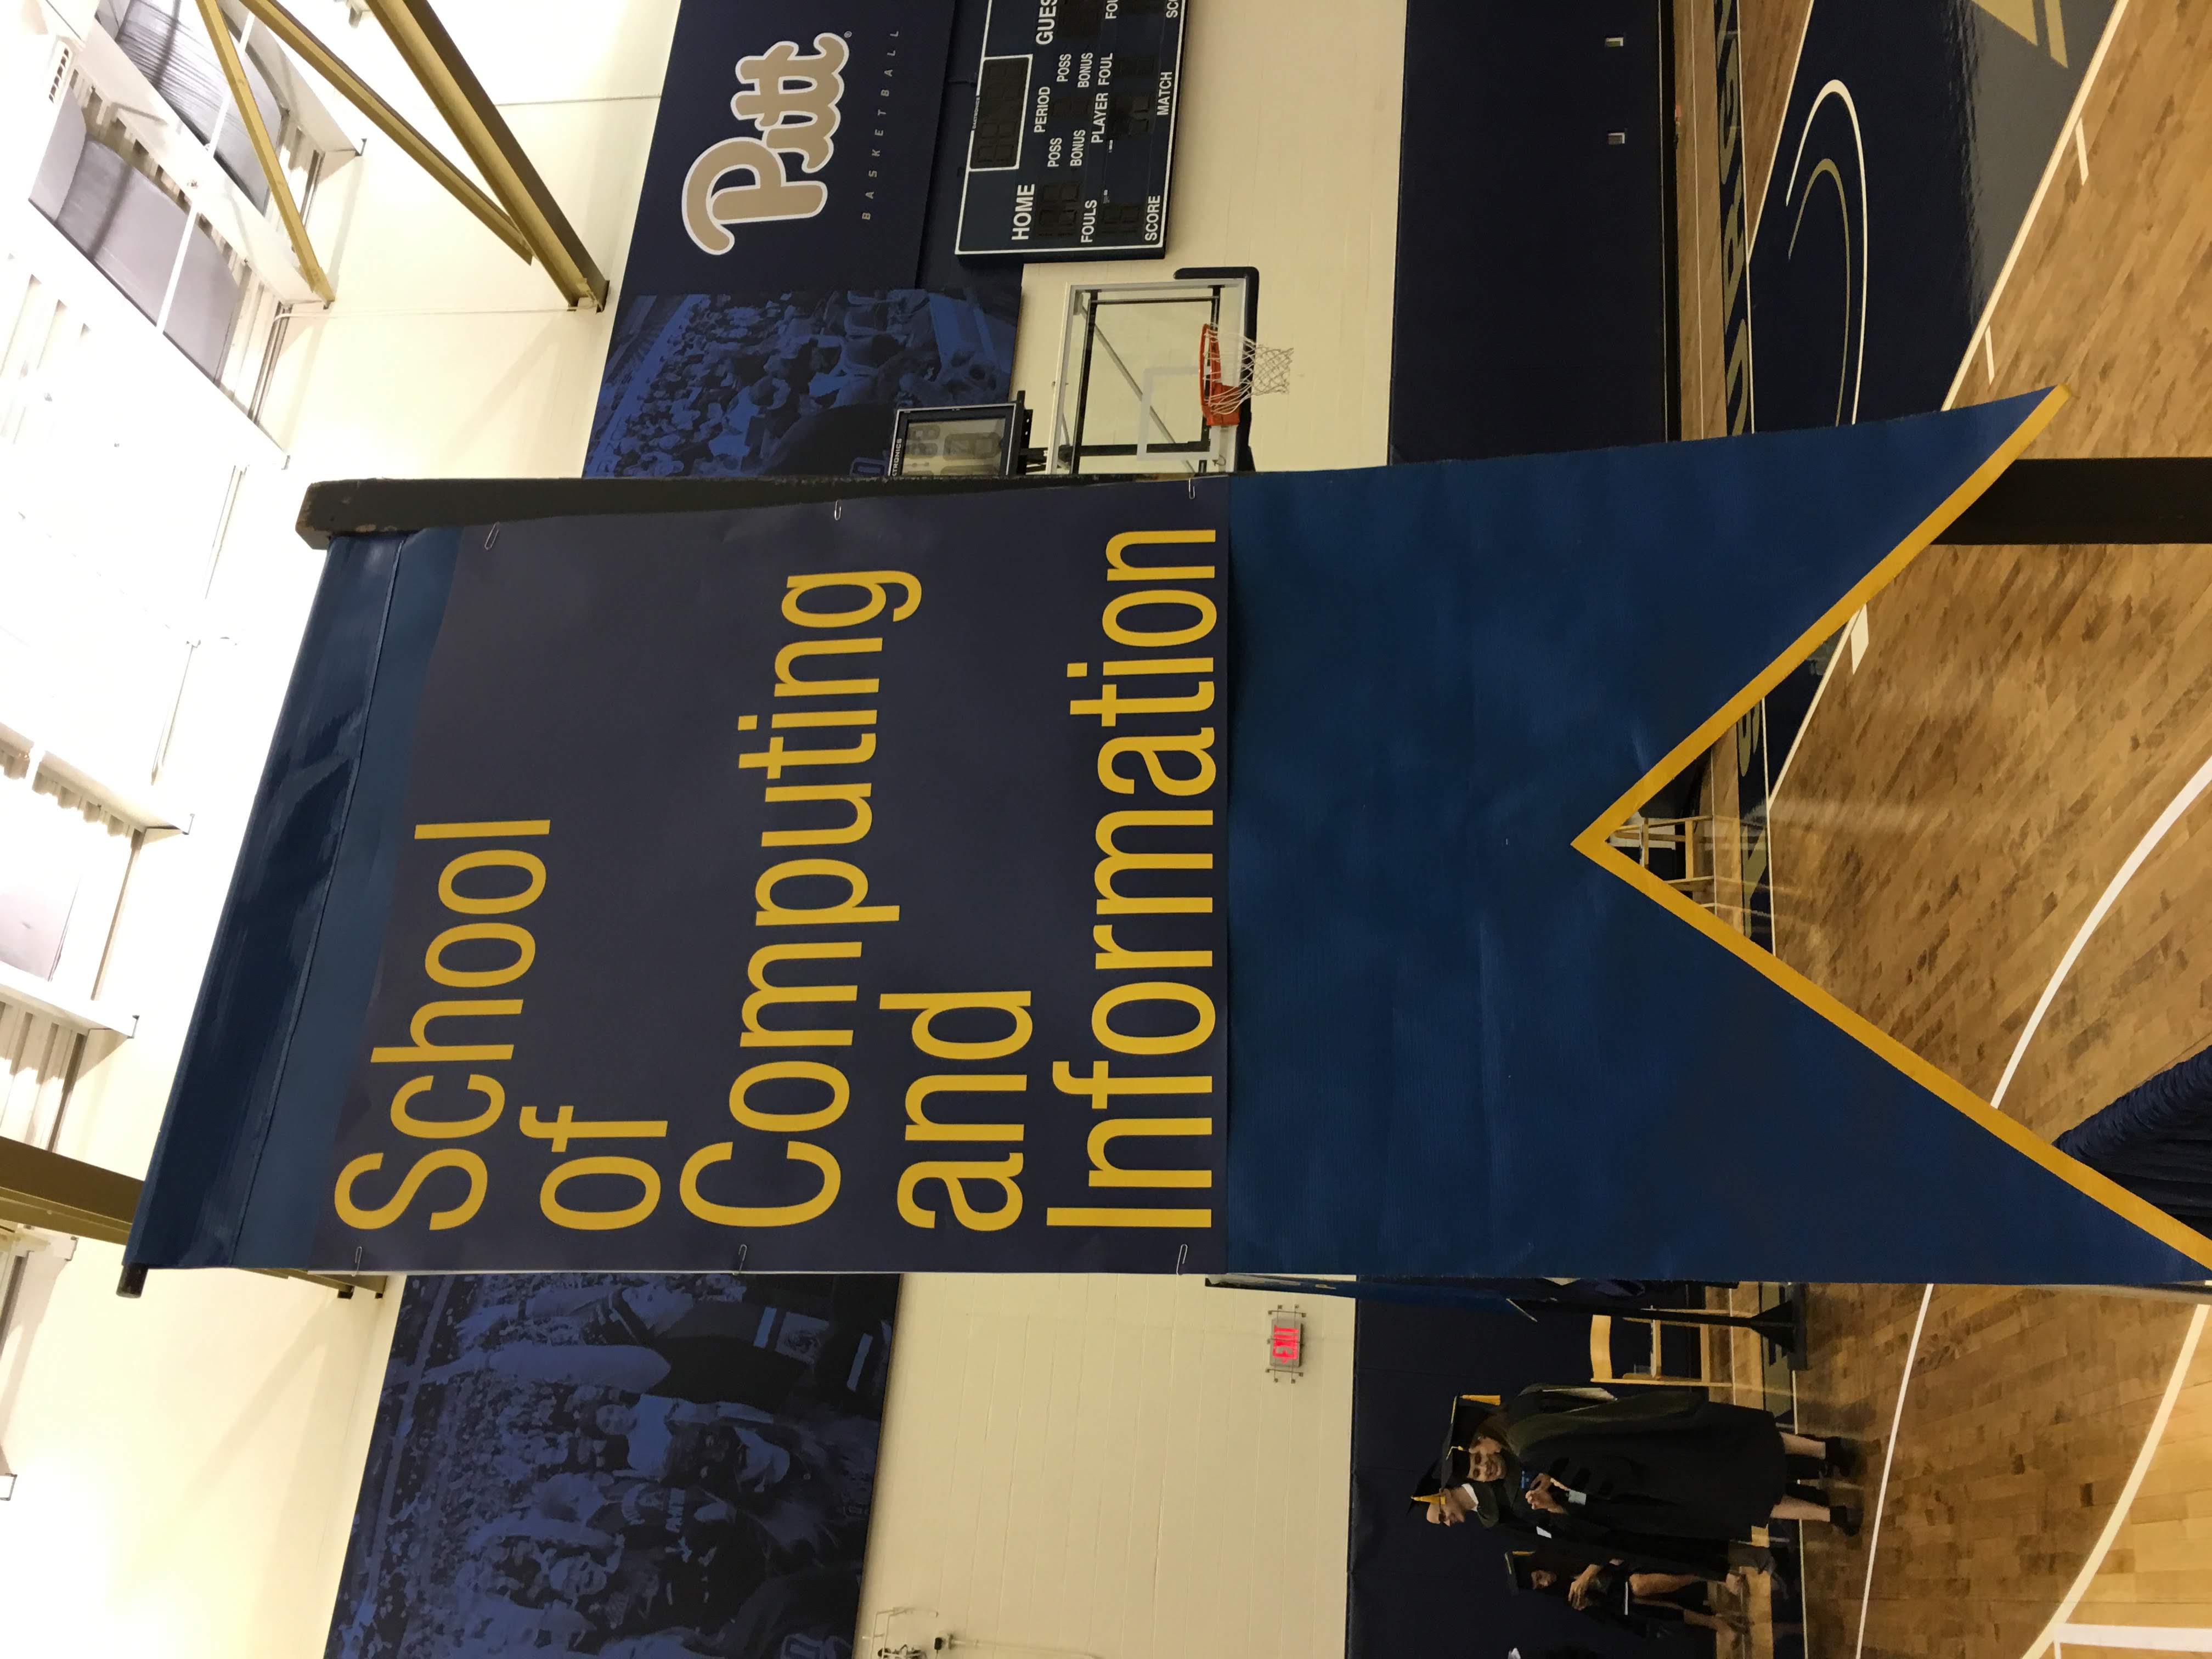 School
of
Computing
and
Information
Pitt
BASKETBALL
DAKTRONICS
HOME
PERIOD
POSS
POSS
BONUS
BONUS
FOULS
PLAYER FOUL
SCORE
MATCH
EXIT